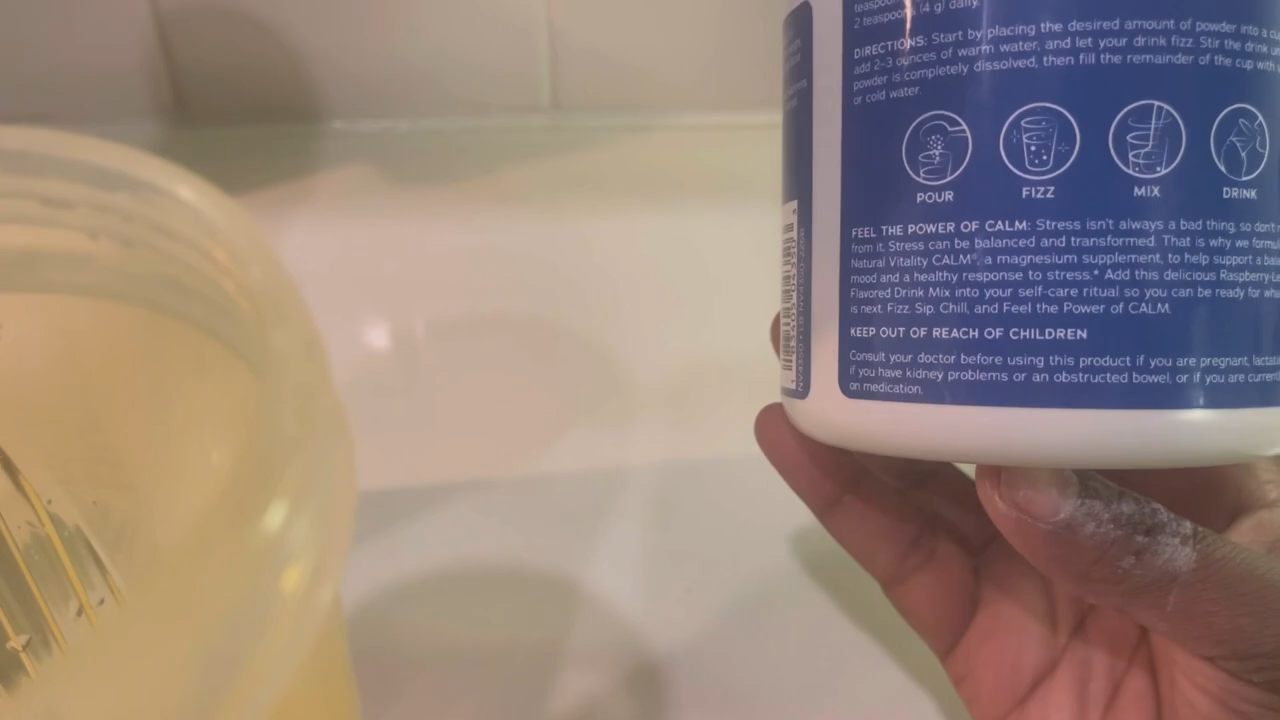 teaspoon
2 teaspoons (4 g) daily.
DIRECTIONS: Start by placing the desired amount of powder into a
add 2-3 ounces of warm water, and let your drink fizz. Stir the drink
powder is completely dissolved, then fill the remainder of the cup with
or cold water.
POUR
FIZZ
MIX
DRINK
FEEL THE POWER OF CALM: Stress isn't always a bad thing, so don't
from it. Stress can be balanced and transformed. That is why we
Natural Vitality CALM®, a magnesium supplement, to help support a
mood and a healthy response to stress.* Add this delicious
Flavored Drink Mix into your self-care ritual so you can be ready for
is next. Fizz. Sip. Chill, and Feel the Power of CALM.
KEEP OUT OF REACH OF CHILDREN
Consult your doctor before using this product if you are pregnant,
if you have kidney problems or an obstructed bowel, or if you are
on medication.